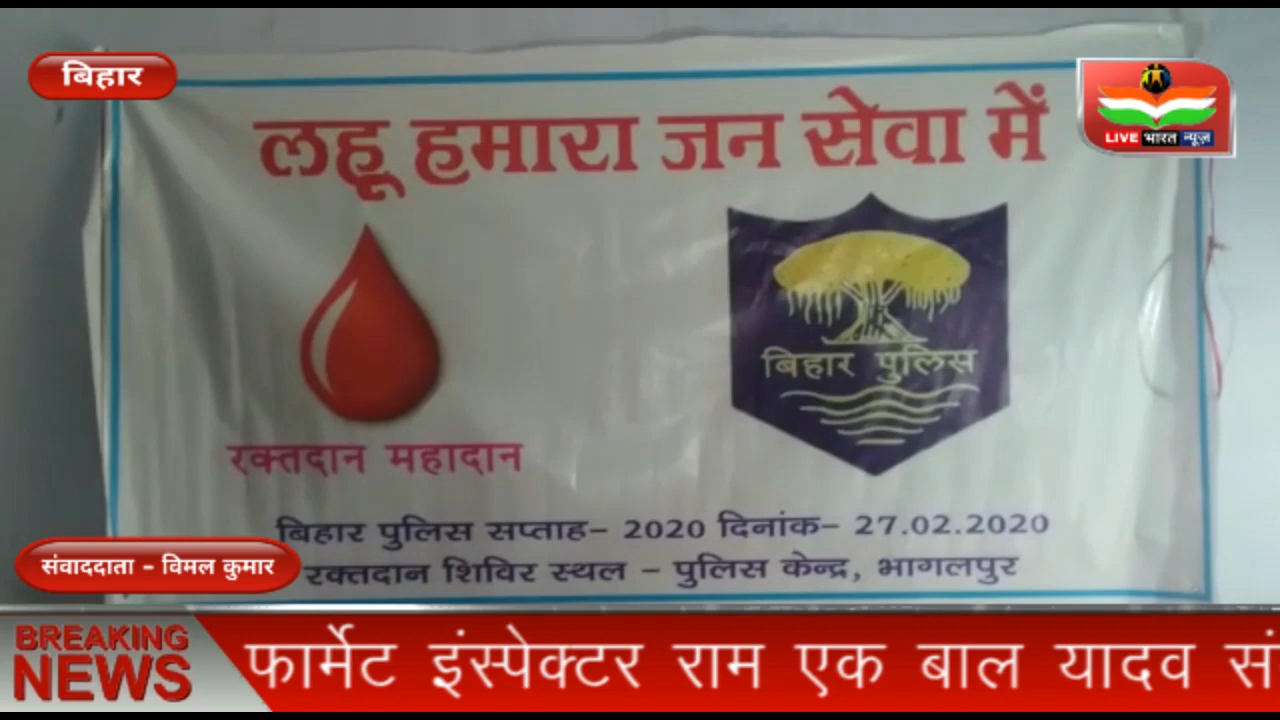 बिहार
लहू हमारा जन सेवा में
LIVE भारत न्यूज़
बिहार पुलिस
रक्तदान महादान
बिहार पुलिस सप्ताह- 2020 दिनांक- 27.02.2020
संवाददाता - विमल कुमार
रक्तदान शिविर स्थल - पुलिस केन्द्र, भागलपुर
BREAKING
NEWS
फार्मेट इंस्पेक्टर राम एक बाल यादव सं